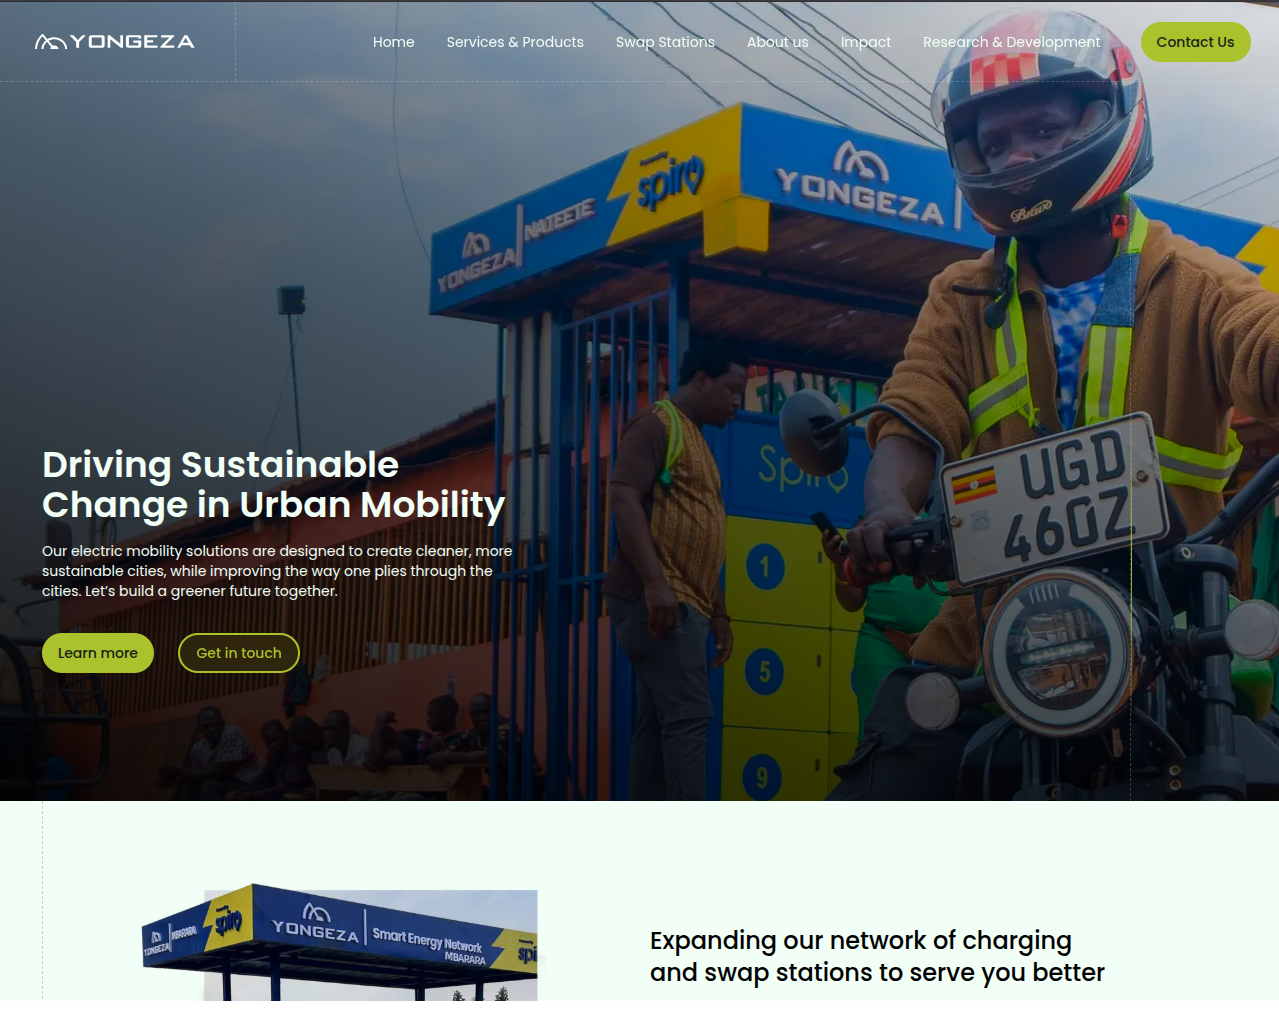 YONGEZA
Home
Services & Products
Swap Stations
About us
Impact
Research & Development
Contact Us
YONGEZA
NATEETE
spiro
YONGEZA
Bravo
Spiro
UGD
460Z
1
5
9
Driving Sustainable
Change in Urban Mobility
Our electric mobility solutions are designed to create cleaner, more
sustainable cities, while improving the way one plies through the
cities. Let’s build a greener future together.
Learn more
Get in touch
YONGEZA
MBARARA
spiro
YONGEZA
Smart Energy Network
MBARARA
spi
Expanding our network of charging
and swap stations to serve you better